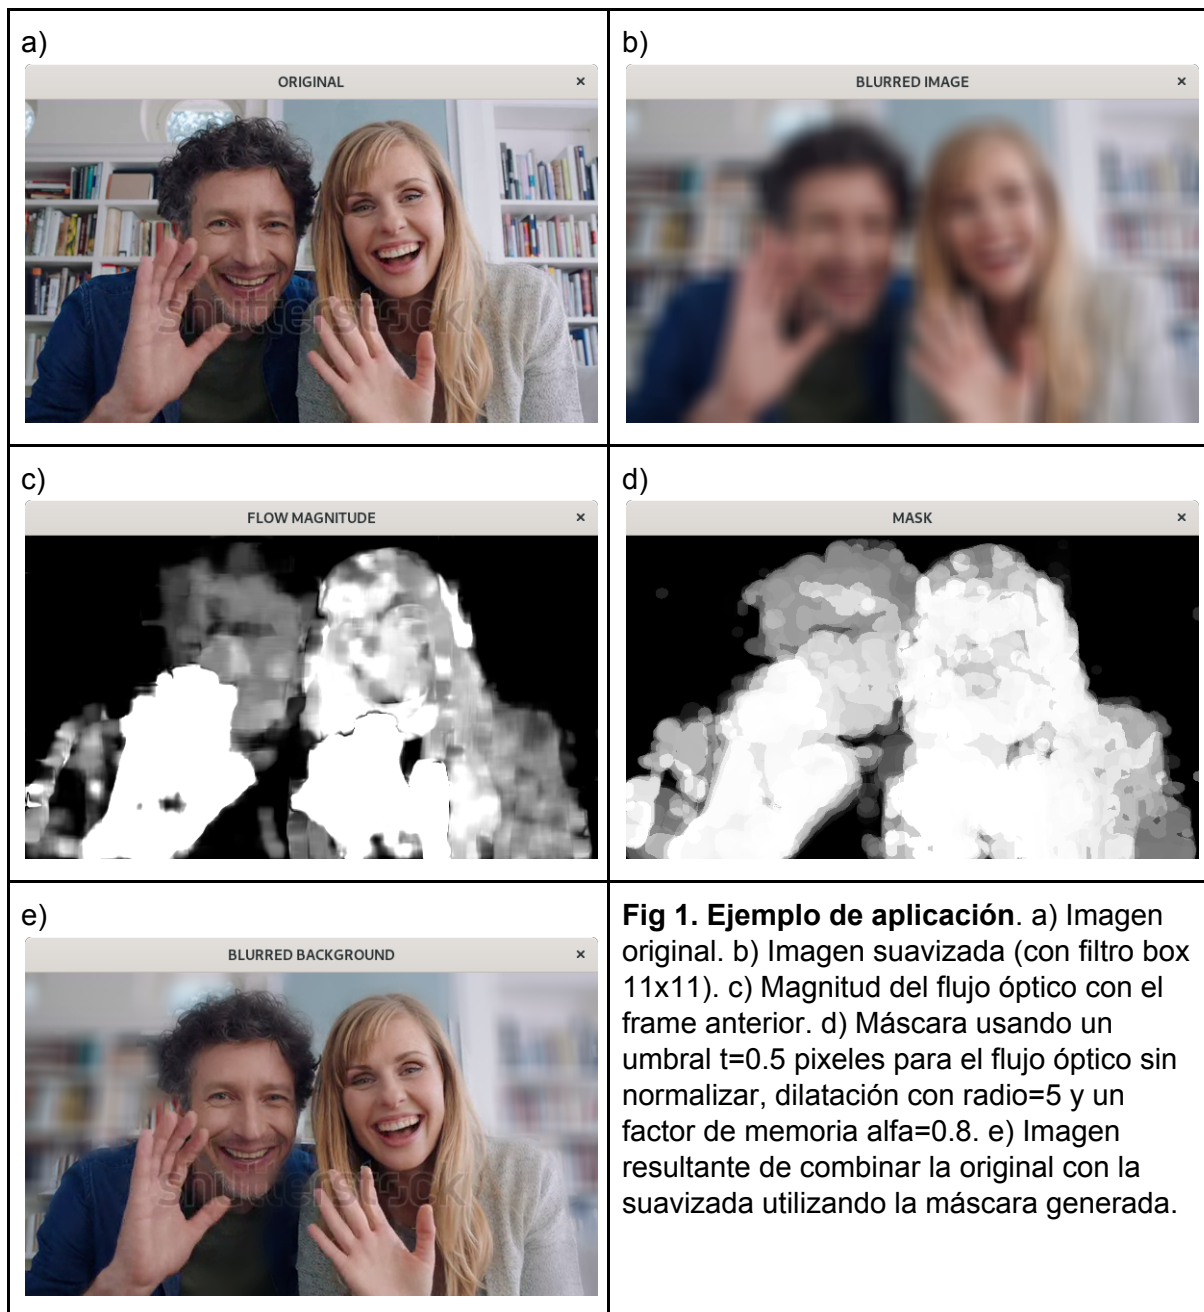 a)
ORIGINAL ×
shutterstock
b)
BLURRED IMAGE ×
c)
FLOW MAGNITUDE ×
d)
MASK ×
e)
BLURRED BACKGROUND ×
shutterstock
Fig 1. Ejemplo de aplicación. a) Imagen
original. b) Imagen suavizada (con filtro box
11x11). c) Magnitud del flujo óptico con el
frame anterior. d) Máscara usando un
umbral t=0.5 pixeles para el flujo óptico sin
normalizar, dilatación con radio=5 y un
factor de memoria alfa=0.8. e) Imagen
resultante de combinar la original con la
suavizada utilizando la máscara generada.